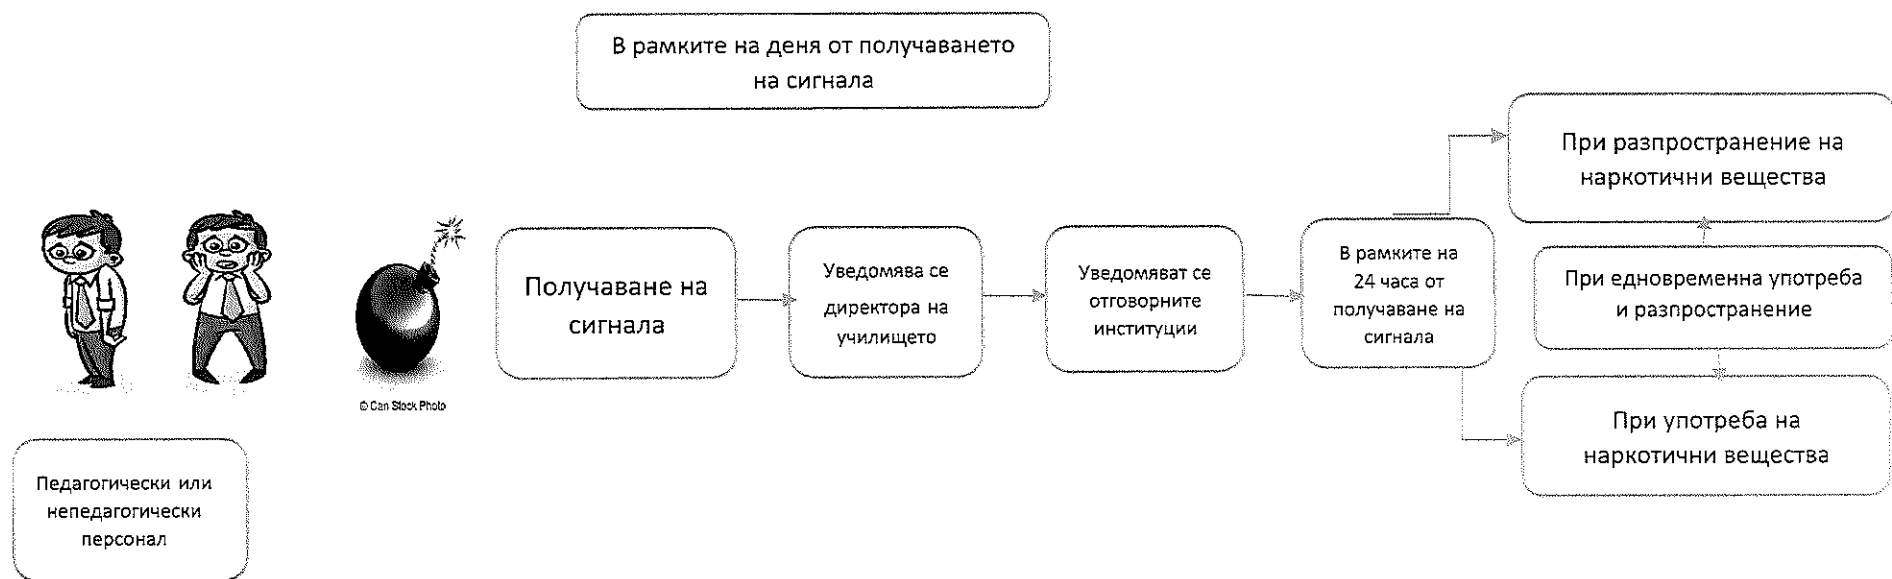 В рамките на деня от получаването
на сигнала
При разпространение на
наркотични вещества
Получаване на
сигнала
Уведомява се
директора на
училището
Уведомяват се
отговорните
институции
В рамките на
24 часа от
получаване на
сигнала
При едновременна употреба
и разпространение
При употреба на
наркотични вещества
© Can Stock Photo
Педагогически или
непедагогически
персонал